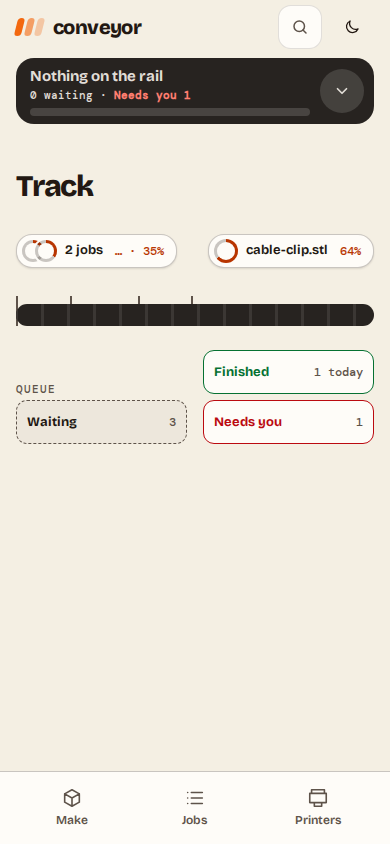 conveyor
Nothing on the rail
0 waiting · Needs you 1
Track
2 jobs … · 35%
cable-clip.stl 64%
Finished 1 today
QUEUE
Waiting 3
Needs you 1
Make
Jobs
Printers